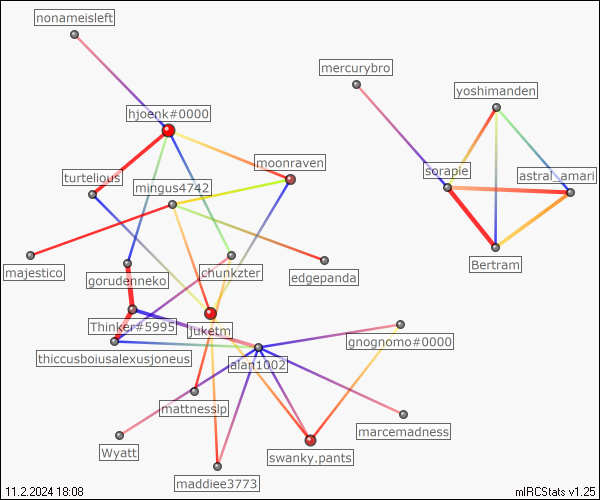 nonameisleft
mercurybro
yoshimanden
hjoenk#0000
moonraven
sorapie
astral_amari
turtelious
mingus4742
majestico
gorudenneko
chunkzter
edgepanda
Bertram
Thinker#5995
juketm
gnognomo#0000
thiccusboiusalexusjoneus
alan1002
mattnesslp
marcemadness
Wyatt
swanky.pants
maddiee3773
11.2.2024 18:08
mIRCStats v1.25